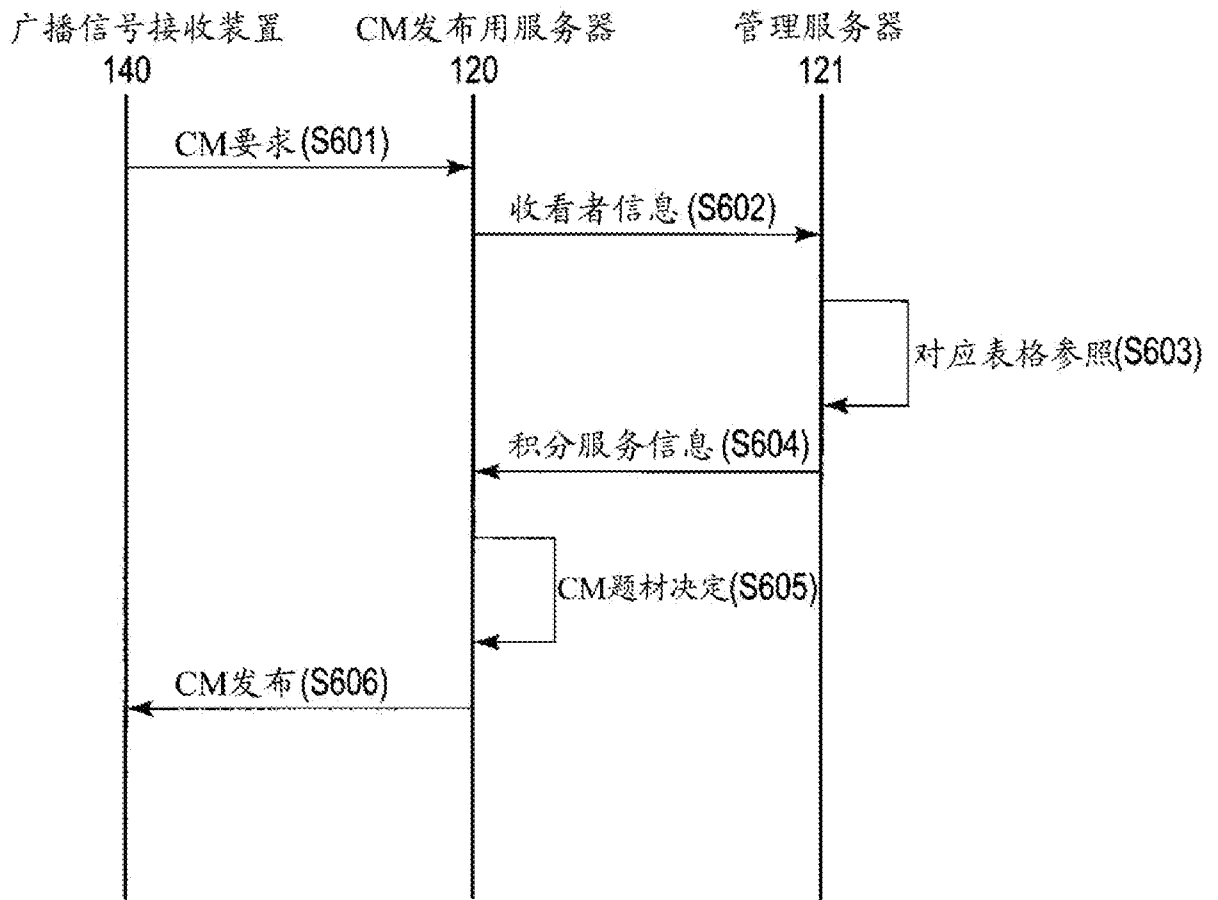 广播信号接收装置
140
CM发布用服务器
120
管理服务器
121
CM要求(S601)
收看者信息(S602)
对应表格参照(S603)
积分服务信息(S604)
CM题材决定(S605)
CM发布(S606)